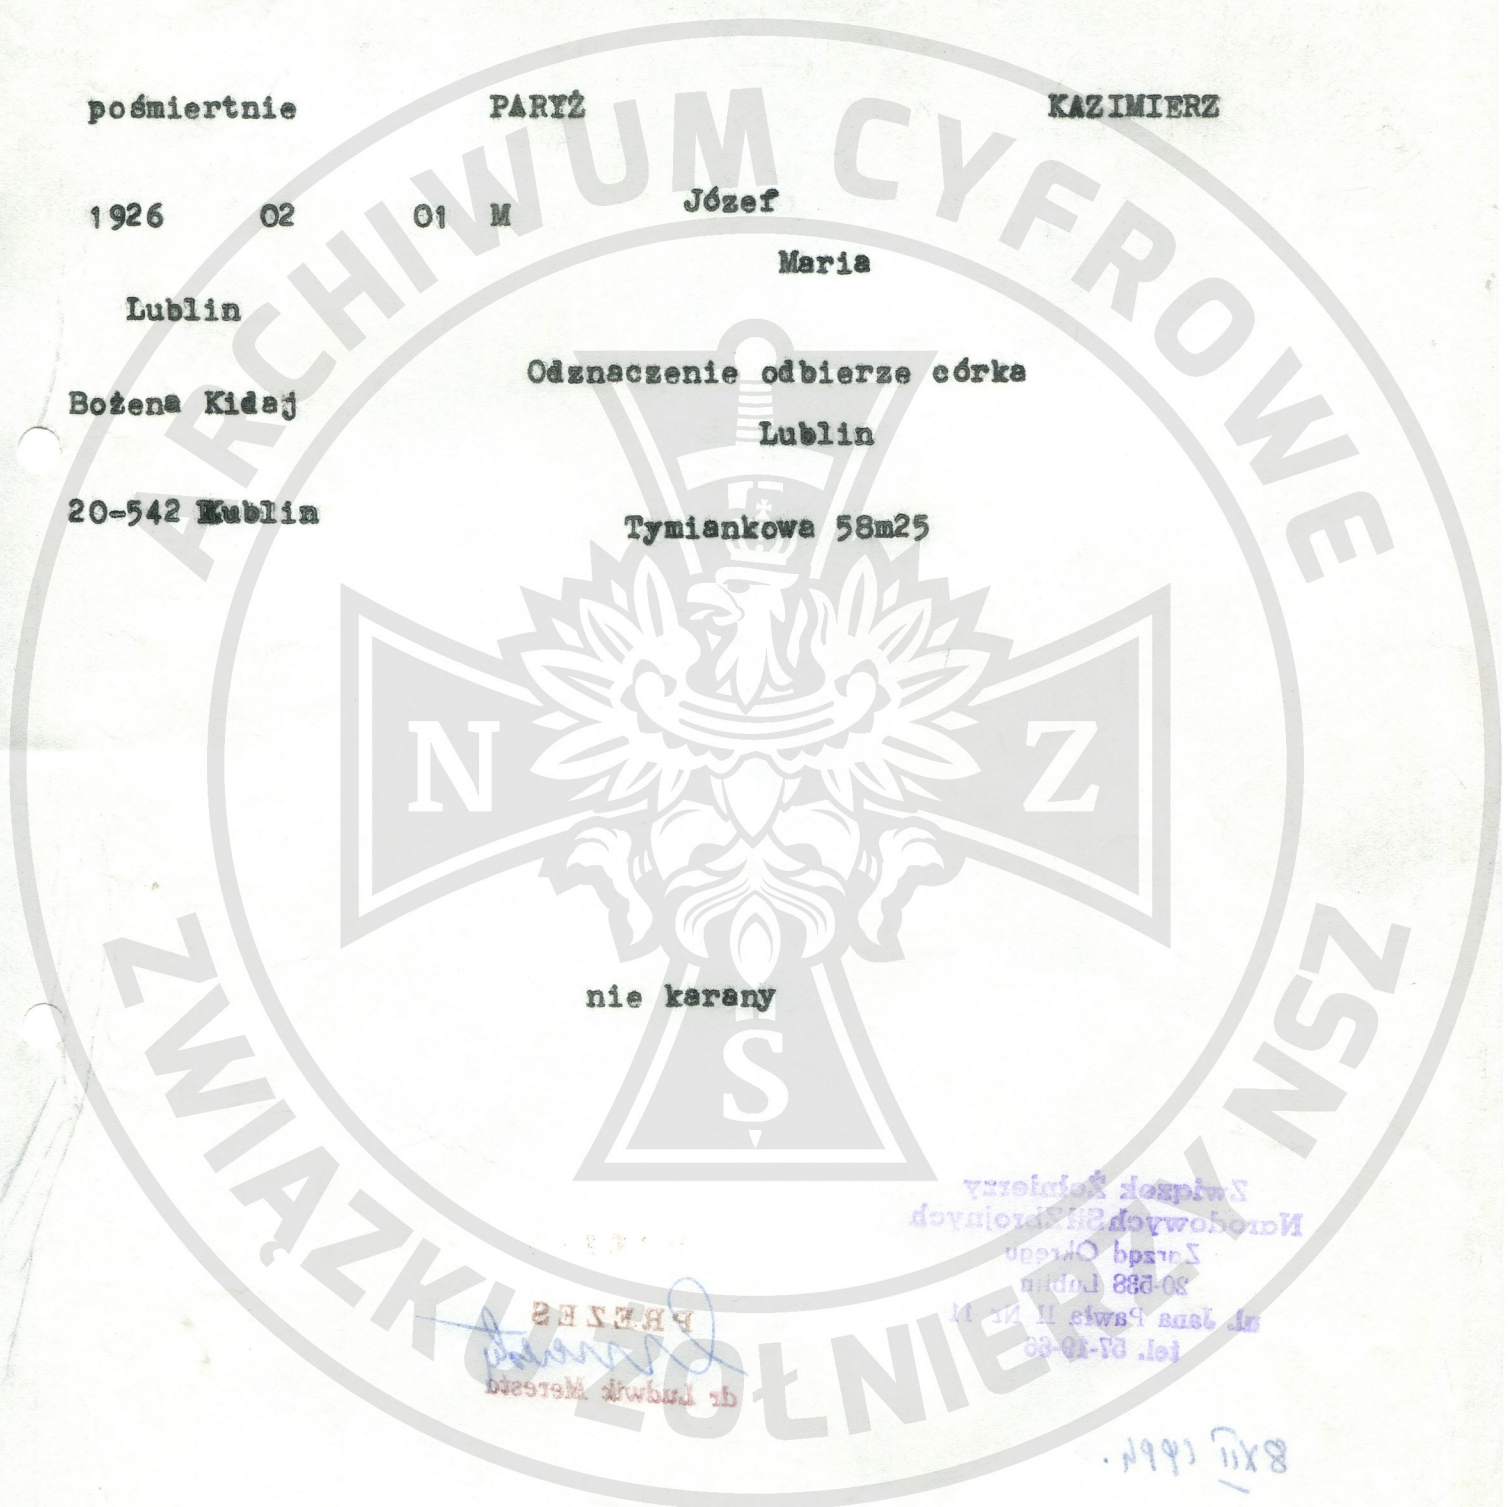 pośmiertnie PARYŻ KAZIMIERZ
1926 02 01 M Józef
Maria
Lublin
Odznaczenie odbierze córka
Bożena Kidaj
Lublin
20-542 Lublin
Tymiankowa 58m25
nie karany
Związek Żołnierzy
Narodowych Sił Zbrojnych
Zarząd Okręgu
20-538 Lublin
ul. Jana Pawła II Nr 11
tel. 57-19-66
PREZES
dr Ludwik Meresta
8 XII 1994.
ARCHIWUM CYFROWE
ZWIĄZKU ŻOŁNIERZY NSZ
N Z
S